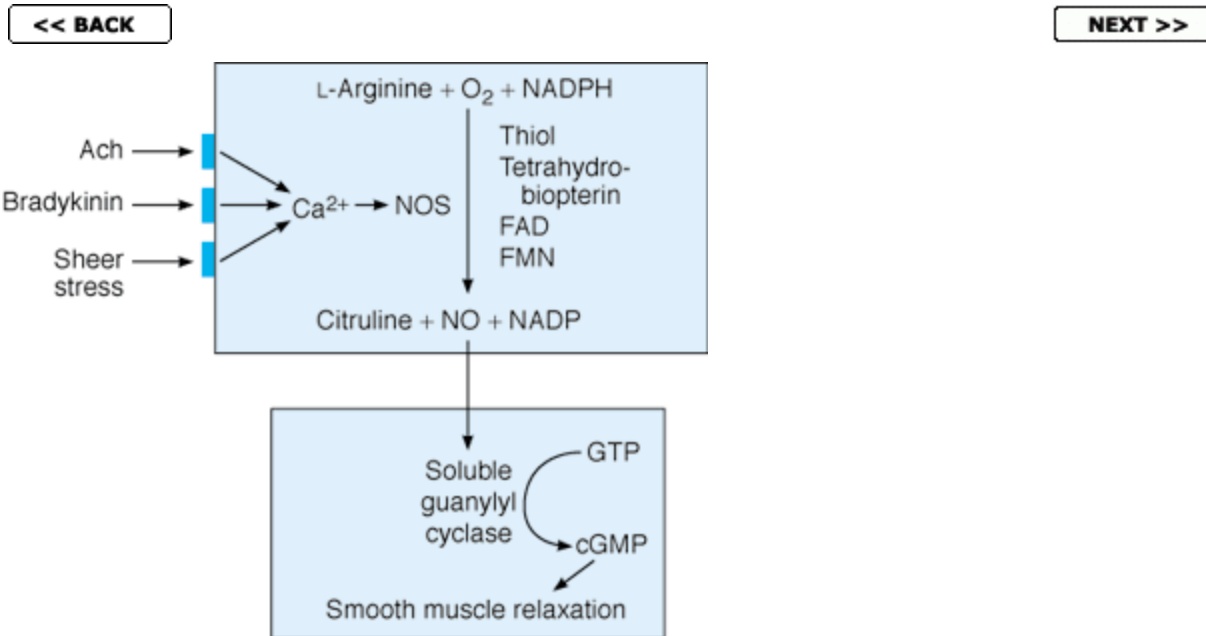 << BACK
NEXT >>
L-Arginine + O2 + NADPH
Ach
Bradykinin
Sheer
stress
Ca2+
NOS
Thiol
Tetrahydro-
biopterin
FAD
FMN
Citruline + NO + NADP
Soluble
guanylyl
cyclase
GTP
cGMP
Smooth muscle relaxation